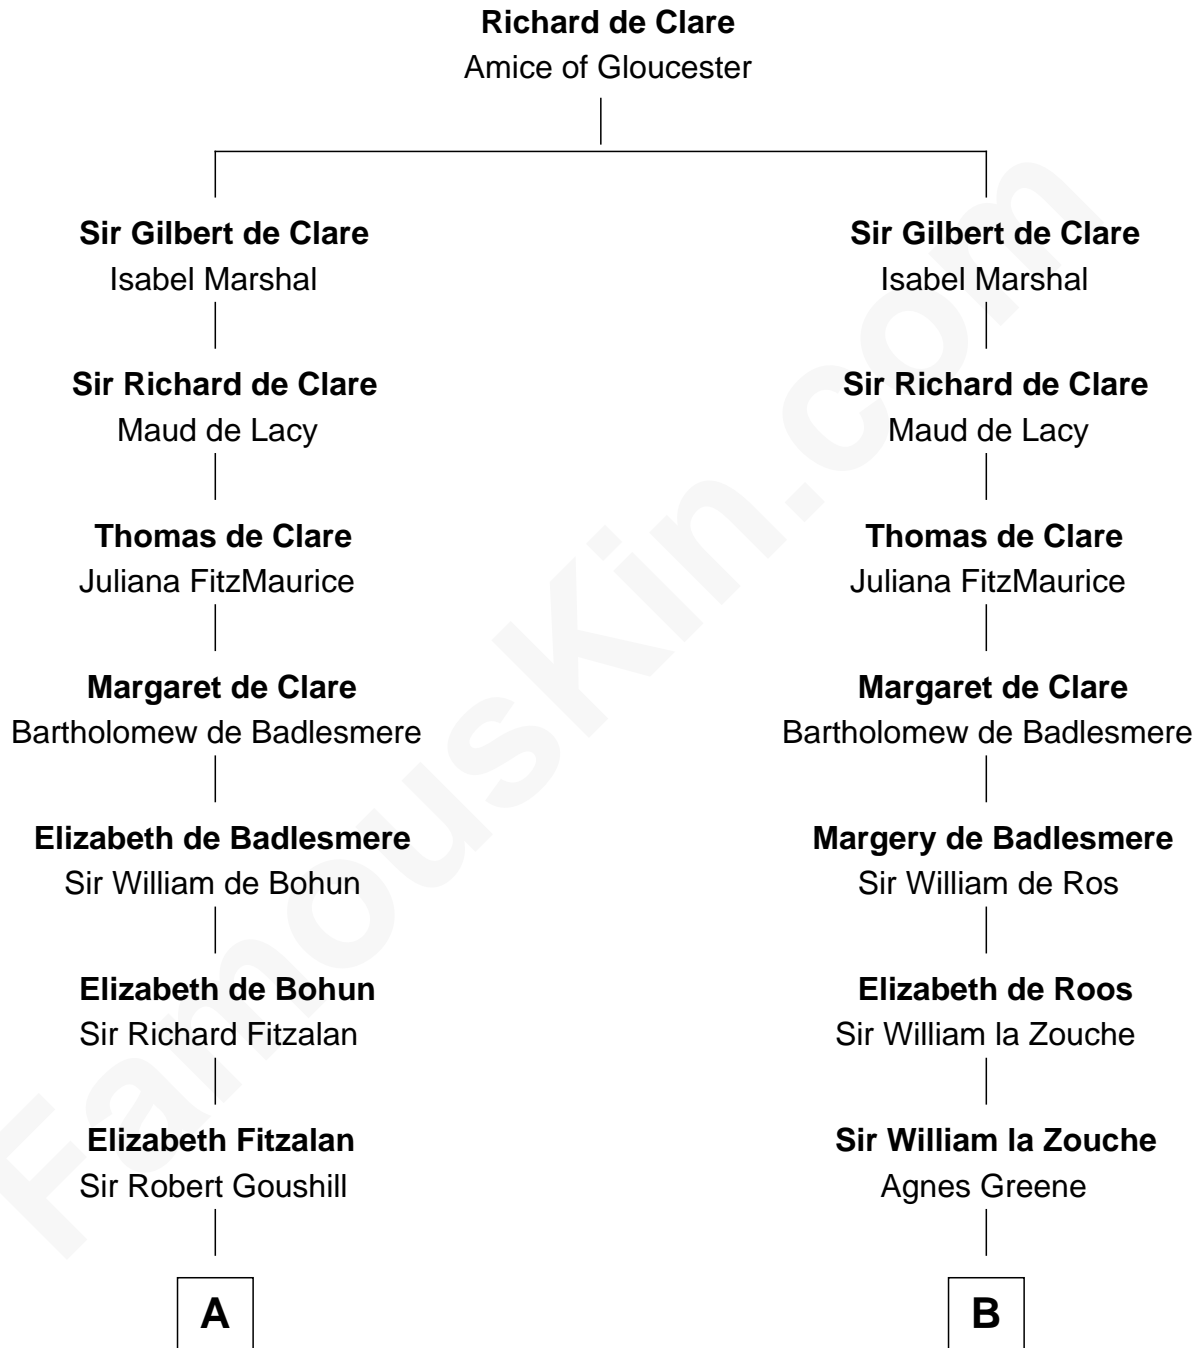 Richard de Clare
Amice of Gloucester
Sir Gilbert de Clare
Isabel Marshal
Sir Richard de Clare
Maud de Lacy
Thomas de Clare
Juliana FitzMaurice
Margaret de Clare
Bartholomew de Badlesmere
Elizabeth de Badlesmere
Sir William de Bohun
Elizabeth de Bohun
Sir Richard Fitzalan
Elizabeth Fitzalan
Sir Robert Goushill
A
Sir Gilbert de Clare
Isabel Marshal
Sir Richard de Clare
Maud de Lacy
Thomas de Clare
Juliana FitzMaurice
Margaret de Clare
Bartholomew de Badlesmere
Margery de Badlesmere
Sir William de Ros
Elizabeth de Roos
Sir William la Zouche
Sir William la Zouche
Agnes Greene
B
FamousKin.com